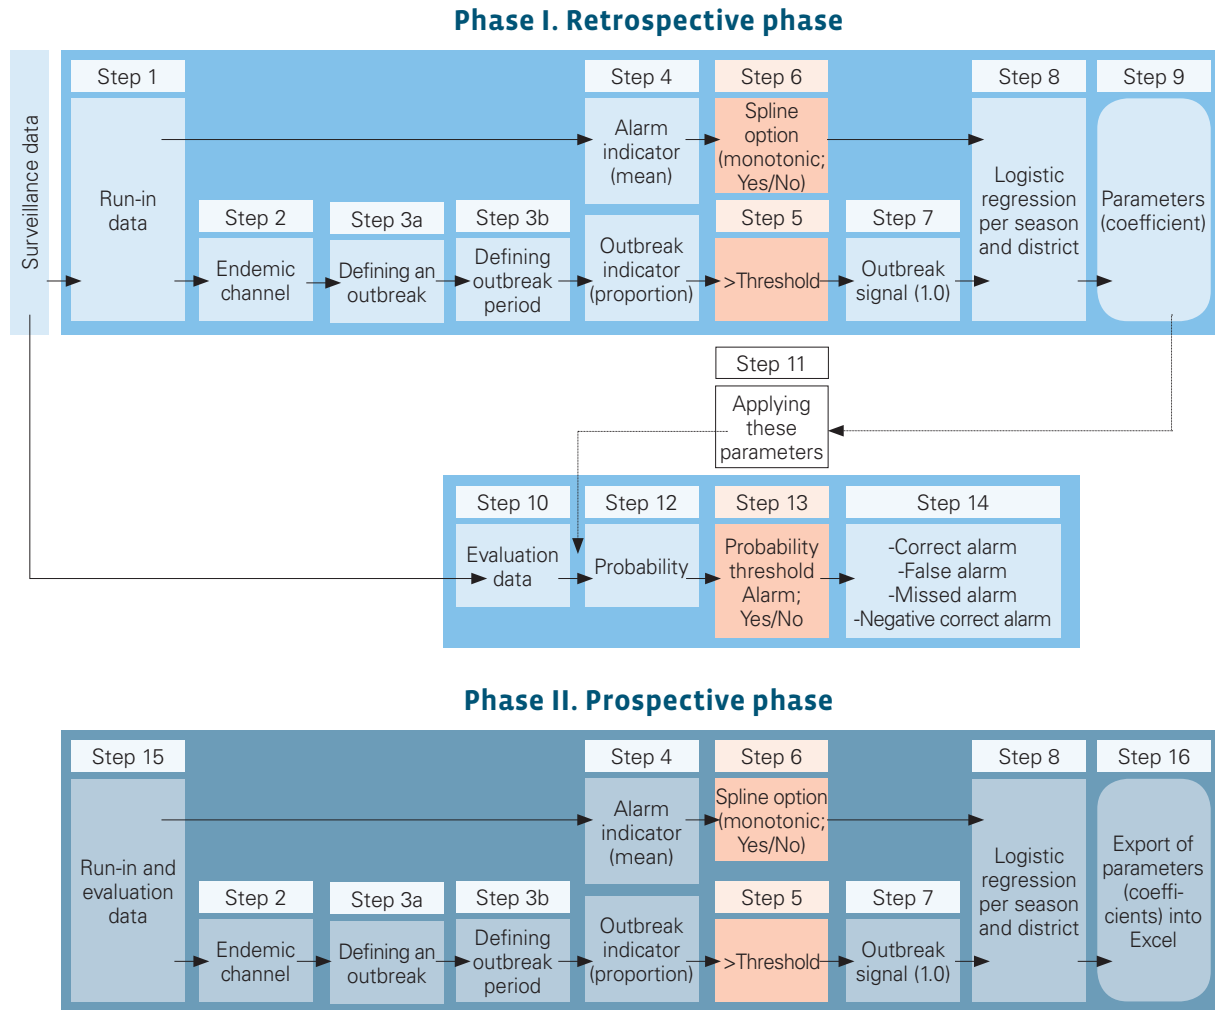 Phase I. Retrospective phase
Surveillance data
Step 1
Run-in
data
Step 2
Endemic
channel
Step 3a
Defining an
outbreak
Step 3b
Defining
outbreak
period
Step 4
Alarm
indicator
(mean)
Outbreak
indicator
(proportion)
Step 6
Spline
option
(monotonic;
Yes/No)
Step 5
>Threshold
Step 7
Outbreak
signal (1.0)
Step 8
Logistic
regression
per season
and district
Step 9
Parameters
(coefficient)
Step 11
Applying
these
parameters
Step 10
Evaluation
data
Step 12
Probability
Step 13
Probability
threshold
Alarm;
Yes/No
Step 14
-Correct alarm
-False alarm
-Missed alarm
-Negative correct alarm
Phase II. Prospective phase
Step 15
Run-in and
evaluation
data
Step 2
Endemic
channel
Step 3a
Defining an
outbreak
Step 3b
Defining
outbreak
period
Step 4
Alarm
indicator
(mean)
Outbreak
indicator
(proportion)
Step 6
Spline option
(monotonic;
Yes/No)
Step 5
>Threshold
Step 7
Outbreak
signal (1.0)
Step 8
Logistic
regression
per season
and district
Step 16
Export of
parameters
(coeffi-
cients) into
Excel